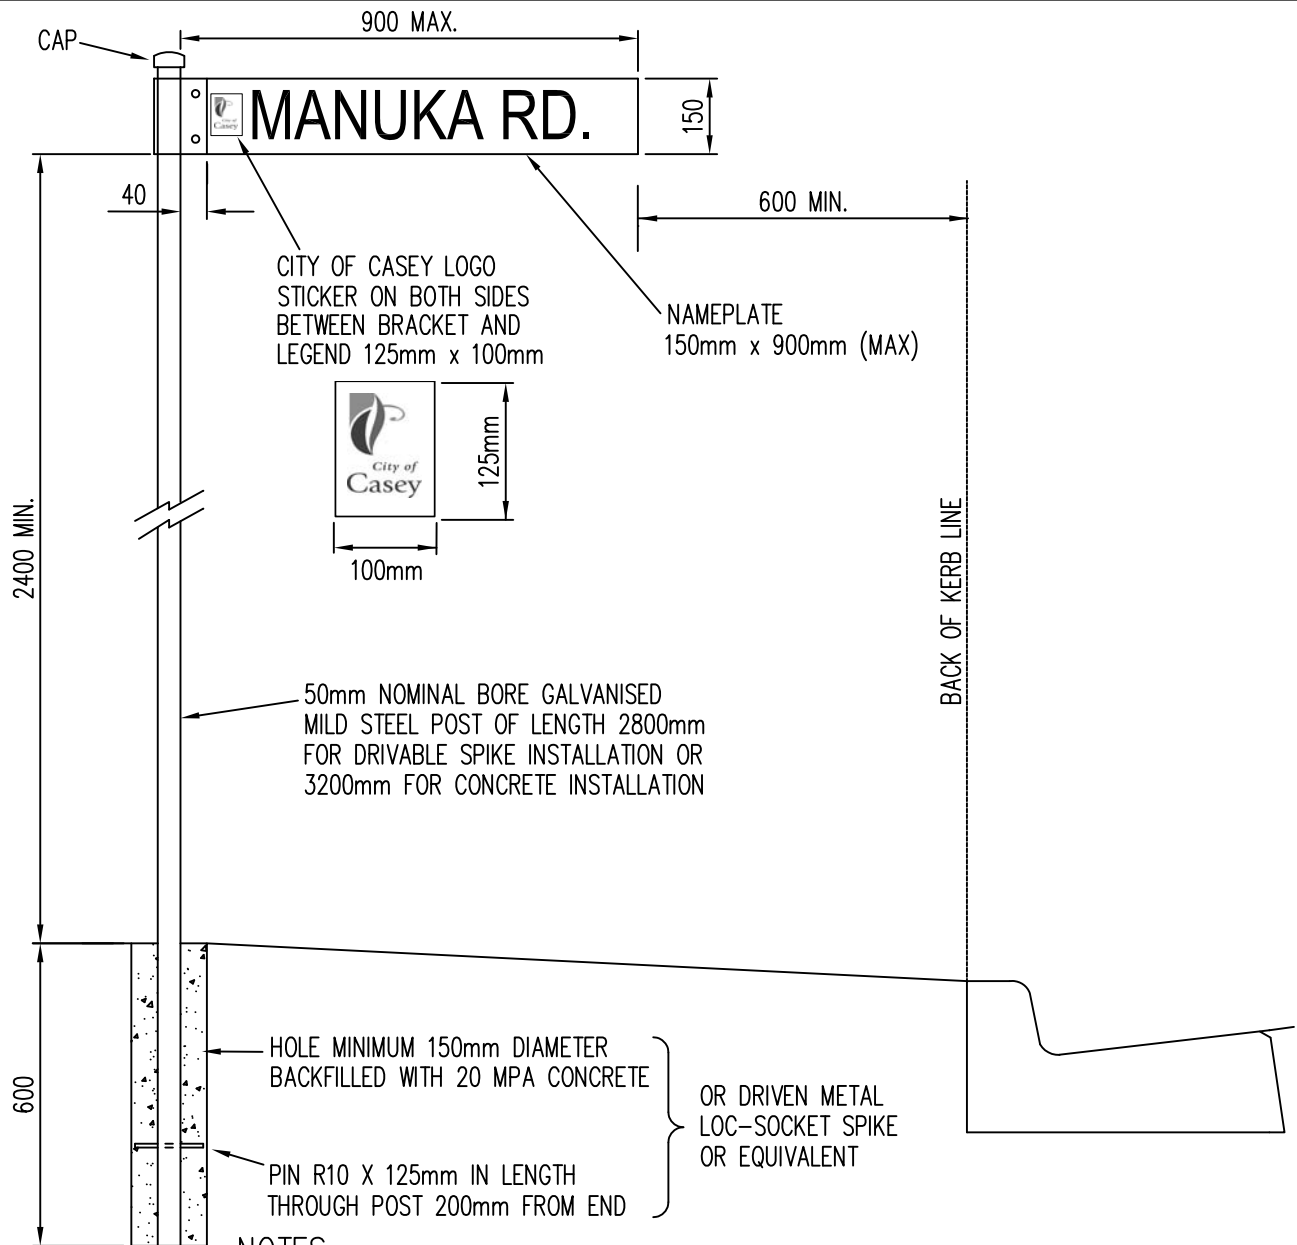 900 MAX.
CAP
City of
Casey
MANUKA RD.
150
40
600 MIN.
CITY OF CASEY LOGO
STICKER ON BOTH SIDES
BETWEEN BRACKET AND
LEGEND 125mm x 100mm
NAMEPLATE
150mm x 900mm (MAX)
City of
Casey
125mm
100mm
2400 MIN.
BACK OF KERB LINE
50mm NOMINAL BORE GALVANISED
MILD STEEL POST OF LENGTH 2800mm
FOR DRIVABLE SPIKE INSTALLATION OR
3200mm FOR CONCRETE INSTALLATION
600
HOLE MINIMUM 150mm DIAMETER
BACKFILLED WITH 20 MPA CONCRETE
PIN R10 X 125mm IN LENGTH
THROUGH POST 200mm FROM END
OR DRIVEN METAL
LOC-SOCKET SPIKE
OR EQUIVALENT
NOTES